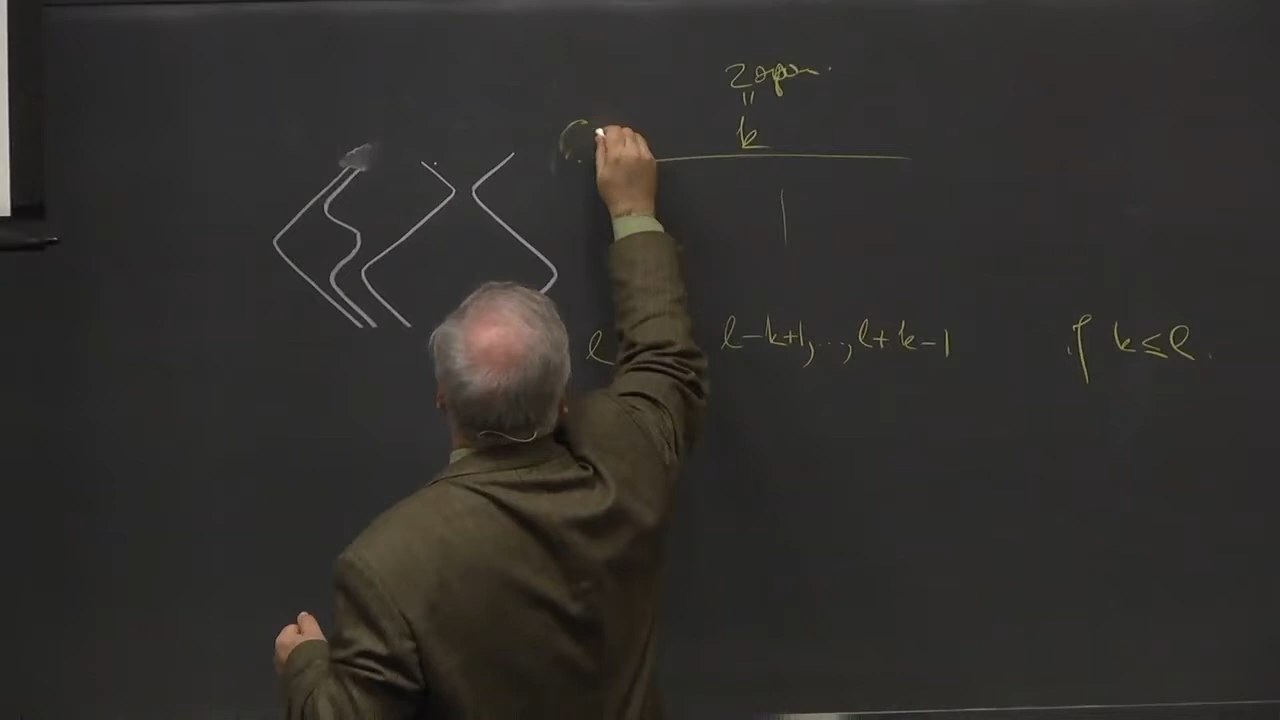 2 open.
=
k
l l-k+1,...,l+k-1 if k≤l.